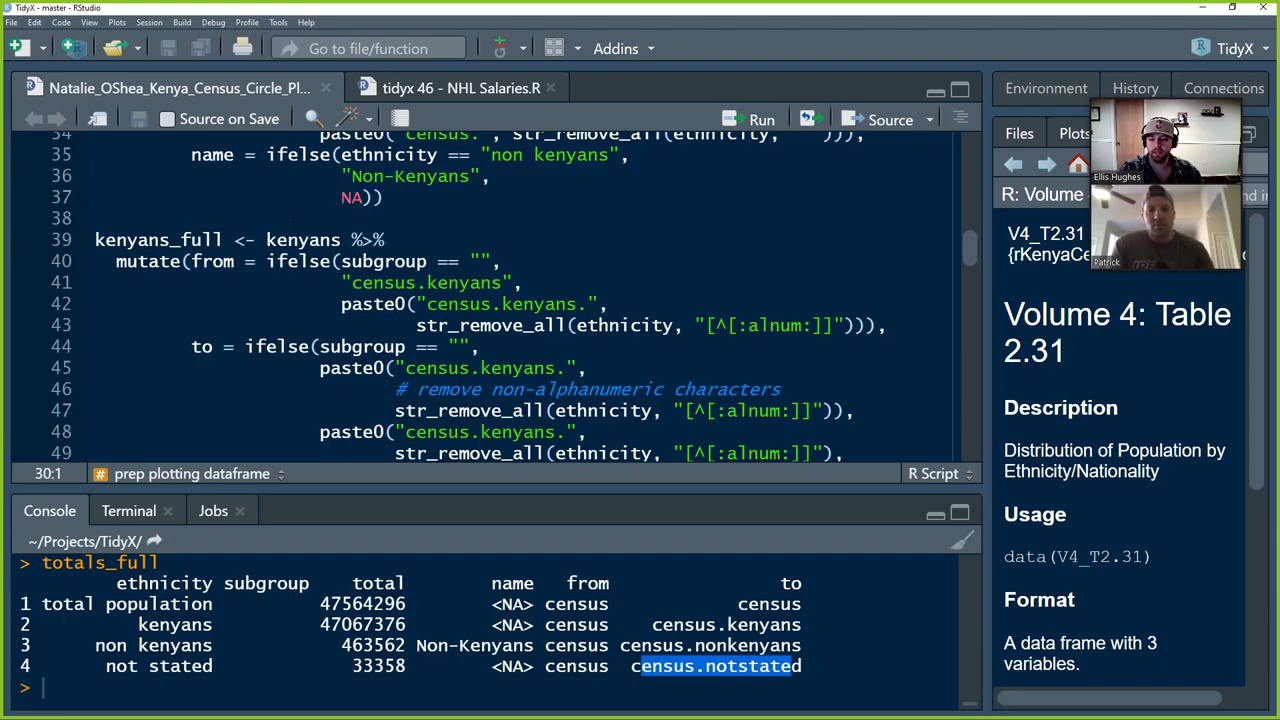 TidyX - master - RStudio
File Edit Code View Plots Session Build Debug Profile Tools Help
Go to file/function
Addins
TidyX
Natalie_OShea_Kenya_Census_Circle_Pl...
tidyx 46 - NHL Salaries.R
Source on Save
Run
Source
34 paste0("census.", str_remove_all(ethnicity, " "))),
35 name = ifelse(ethnicity == "non kenyans",
36 "Non-Kenyans",
37 NA))
38
39 kenyans_full <- kenyans %>%
40 mutate(from = ifelse(subgroup == "",
41 "census.kenyans",
42 paste0("census.kenyans.",
43 str_remove_all(ethnicity, "[^[:alnum:]]"))),
44 to = ifelse(subgroup == "",
45 paste0("census.kenyans.",
46 # remove non-alphanumeric characters
47 str_remove_all(ethnicity, "[^[:alnum:]]")),
48 paste0("census.kenyans.",
49 str_remove_all(ethnicity, "[^[:alnum:]]"),
30:1 prep plotting dataframe R Script
Console Terminal Jobs
~/Projects/TidyX/
> totals_full
ethnicity subgroup total name from to
1 total population 47564296 <NA> census census
2 kenyans 47067376 <NA> census census.kenyans
3 non kenyans 463562 Non-Kenyans census census.nonkenyans
4 not stated 33358 <NA> census census.notstated
>
Environment History Connections
Files Plots
Ellis Hughes
Patrick
R: Volume
V4_T2.31
{rKenyaCe
Volume 4: Table
2.31
Description
Distribution of Population by
Ethnicity/Nationality
Usage
data(V4_T2.31)
Format
A data frame with 3
variables.